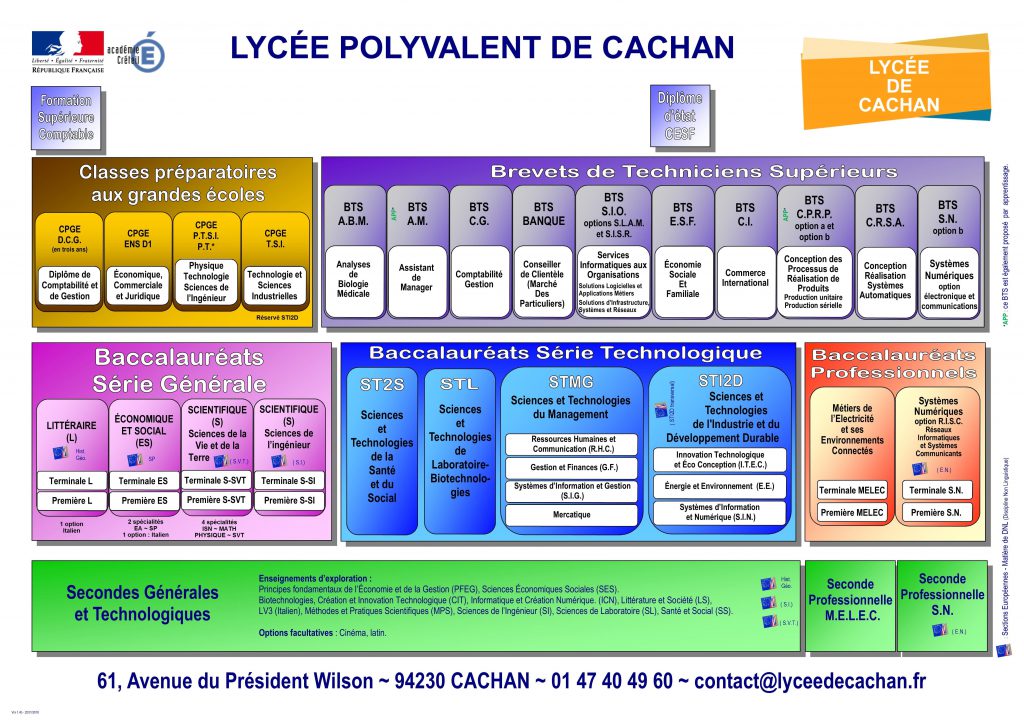 LYCÉE POLYVALENT DE CACHAN
Liberté • Égalité • Fraternité
RÉPUBLIQUE FRANÇAISE
académie
Créteil
LYCÉE
DE
CACHAN
Formation
Supérieure
Comptable
Diplôme
d'état
CESF
Classes préparatoires
aux grandes écoles
CPGE
D.C.G.
(en trois ans)
Diplôme de
Comptabilité et
de Gestion
CPGE
ENS D1
Économique,
Commerciale
et Juridique
CPGE
P.T.S.I.
P.T.*
Physique
Technologie
Sciences de
l'Ingénieur
CPGE
T.S.I.
Technologie et
Sciences
Industrielles
Réservé STI2D
Brevets de Techniciens Supérieurs
BTS
A.B.M.
Analyses
de
Biologie
Médicale
APP*
BTS
A.M.
Assistant
de
Manager
BTS
C.G.
Comptabilité
Gestion
BTS
BANQUE
Conseiller
de Clientèle
(Marché
Des
Particuliers)
BTS
S.I.O.
options S.L.A.M.
et S.I.S.R.
Services
Informatiques aux
Organisations
Solutions Logicielles et
Applications Métiers
Solutions d'Infrastructure,
Systèmes et Réseaux
BTS
E.S.F.
Économie
Sociale
Et
Familiale
BTS
C.I.
Commerce
International
APP*
BTS
C.P.R.P.
option a et
option b
Conception des
Processus de
Réalisation de
Produits
Production unitaire
Production sérielle
BTS
C.R.S.A.
Conception
Réalisation
Systèmes
Automatiques
BTS
S.N.
option b
Systèmes
Numériques
option
électronique et
communications
*APP : ce BTS est également proposé par apprentissage.
Baccalauréats
Série Générale
LITTÉRAIRE
(L)
Hist
Géo.
Terminale L
Première L
1 option
Italien
ÉCONOMIQUE
ET SOCIAL
(ES)
SP
Terminale ES
Première ES
2 spécialités
EA ~ SP
1 option : Italien
SCIENTIFIQUE
(S)
Sciences de la
Vie et de la
Terre
(S.V.T.)
Terminale S-SVT
Première S-SVT
4 spécialités
ISN ~ MATH
PHYSIQUE ~ SVT
SCIENTIFIQUE
(S)
Sciences de
l'ingénieur
(S.I.)
Terminale S-SI
Première S-SI
Baccalauréats Série Technologique
ST2S
Sciences
et
Technologies
de la
Santé
et du
Social
STL
Sciences
et
Technologies
de
Laboratoire-
Biotechnolo-
gies
STMG
Sciences et Technologies
du Management
Ressources Humaines et
Communication (R.H.C.)
Gestion et Finances (G.F.)
Systèmes d'Information et Gestion
(S.I.G.)
Mercatique
STI2D
Sciences et
Technologies
de l'Industrie et du
Développement Durable
Innovation Technologique
et Éco Conception (I.T.E.C.)
Énergie et Environnement (E.E.)
Systèmes d'Information
et Numérique (S.I.N.)
Baccalauréats
Professionnels
Métiers de
l'Electricité
et ses
Environnements
Connectés
Terminale MELEC
Première MELEC
Systèmes
Numériques
option R.I.S.C.
Réseaux
Informatiques
et Systèmes
Communicants
(E.N.)
Terminale S.N.
Première S.N.
Sections Européennes - Matière de DNL (Discipline Non Linguistique)
Secondes Générales
et Technologiques
Enseignements d'exploration :
Principes fondamentaux de l'Économie et de la Gestion (PFEG), Sciences Économiques Sociales (SES).
Biotechnologies, Création et Innovation Technologique (CIT), Informatique et Création Numérique. (ICN), Littérature et Société (LS),
LV3 (Italien), Méthodes et Pratiques Scientifiques (MPS), Sciences de l'Ingénieur (SI), Sciences de Laboratoire (SL), Santé et Social (SS).
Options facultatives : Cinéma, latin.
Hist
Géo.
(S.I.)
(S.V.T.)
Seconde
Professionnelle
M.E.L.E.C.
Seconde
Professionnelle
S.N.
(E.N.)
61, Avenue du Président Wilson ~ 94230 CACHAN ~ 01 47 40 49 60 ~ contact@lyceedecachan.fr